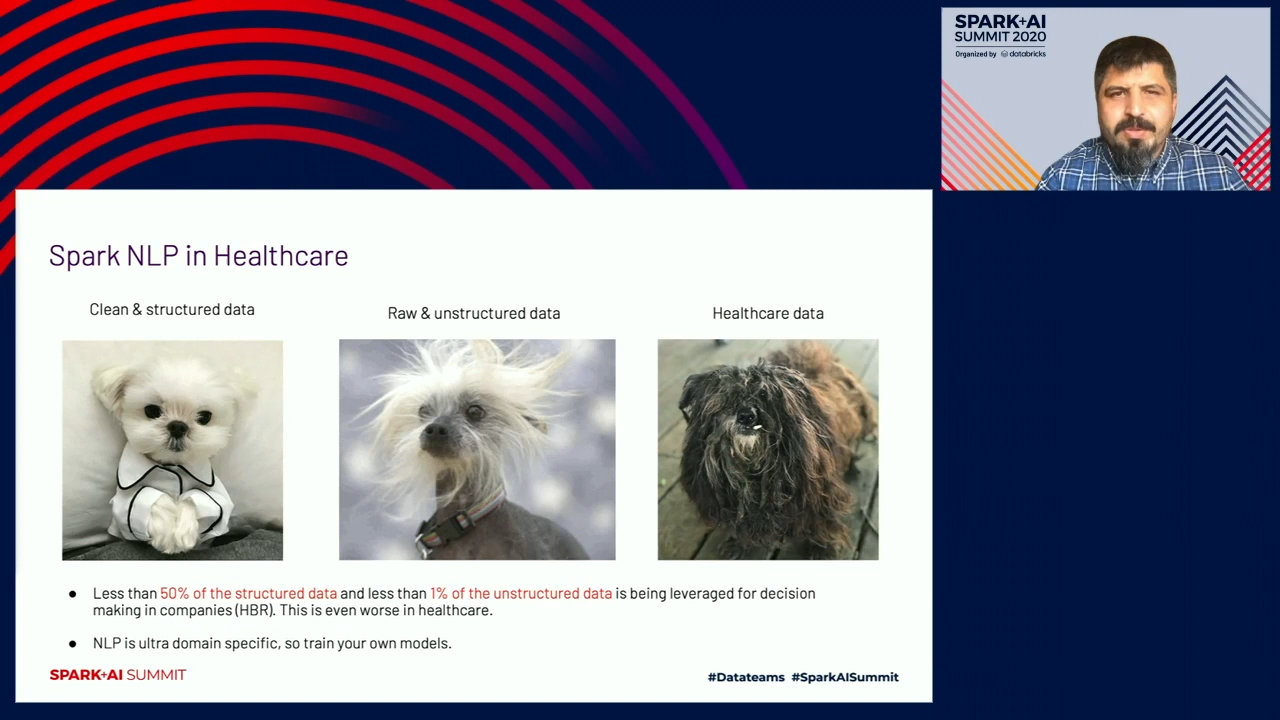 SPARK+AI
SUMMIT 2020
Organized by databricks
Spark NLP in Healthcare
Clean & structured data
Raw & unstructured data
Healthcare data
● Less than 50% of the structured data and less than 1% of the unstructured data is being leveraged for decision
making in companies (HBR). This is even worse in healthcare.
● NLP is ultra domain specific, so train your own models.
SPARK+AI SUMMIT
#Datateams #SparkAISummit